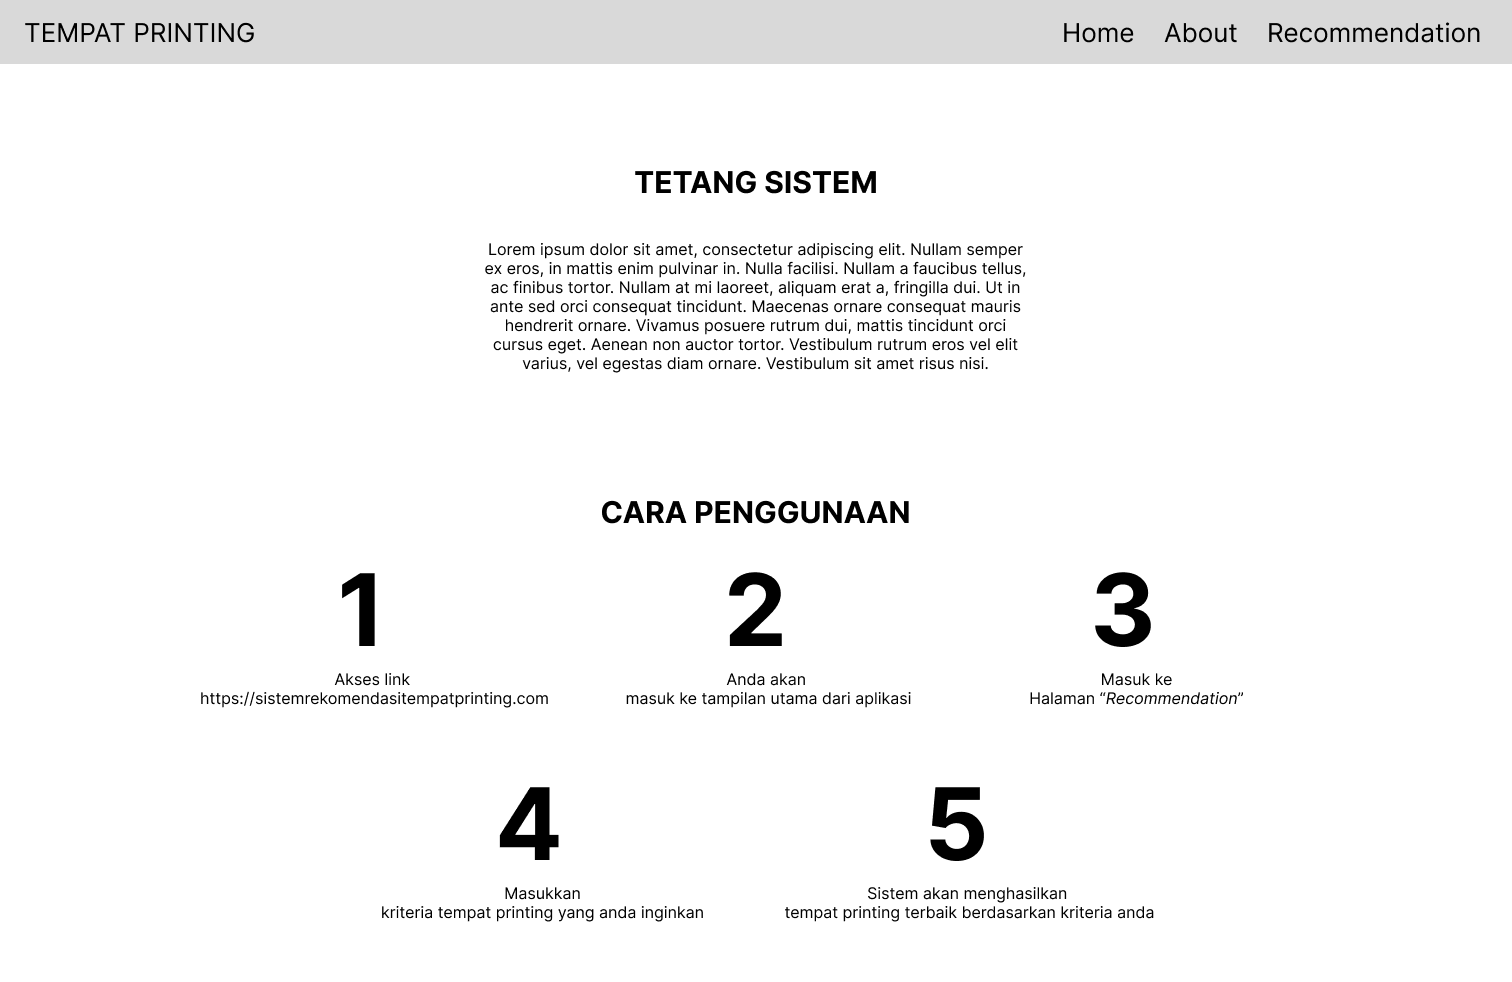 TEMPAT PRINTING
Home About Recommendation
TETANG SISTEM
Lorem ipsum dolor sit amet, consectetur adipiscing elit. Nullam semper
ex eros, in mattis enim pulvinar in. Nulla facilisi. Nullam a faucibus tellus,
ac finibus tortor. Nullam at mi laoreet, aliquam erat a, fringilla dui. Ut in
ante sed orci consequat tincidunt. Maecenas ornare consequat mauris
hendrerit ornare. Vivamus posuere rutrum dui, mattis tincidunt orci
cursus eget. Aenean non auctor tortor. Vestibulum rutrum eros vel elit
varius, vel egestas diam ornare. Vestibulum sit amet risus nisi.
CARA PENGGUNAAN
1
Akses link
https://sistemrekomendasitempatprinting.com
2
Anda akan
masuk ke tampilan utama dari aplikasi
3
Masuk ke
Halaman “Recommendation”
4
Masukkan
kriteria tempat printing yang anda inginkan
5
Sistem akan menghasilkan
tempat printing terbaik berdasarkan kriteria anda